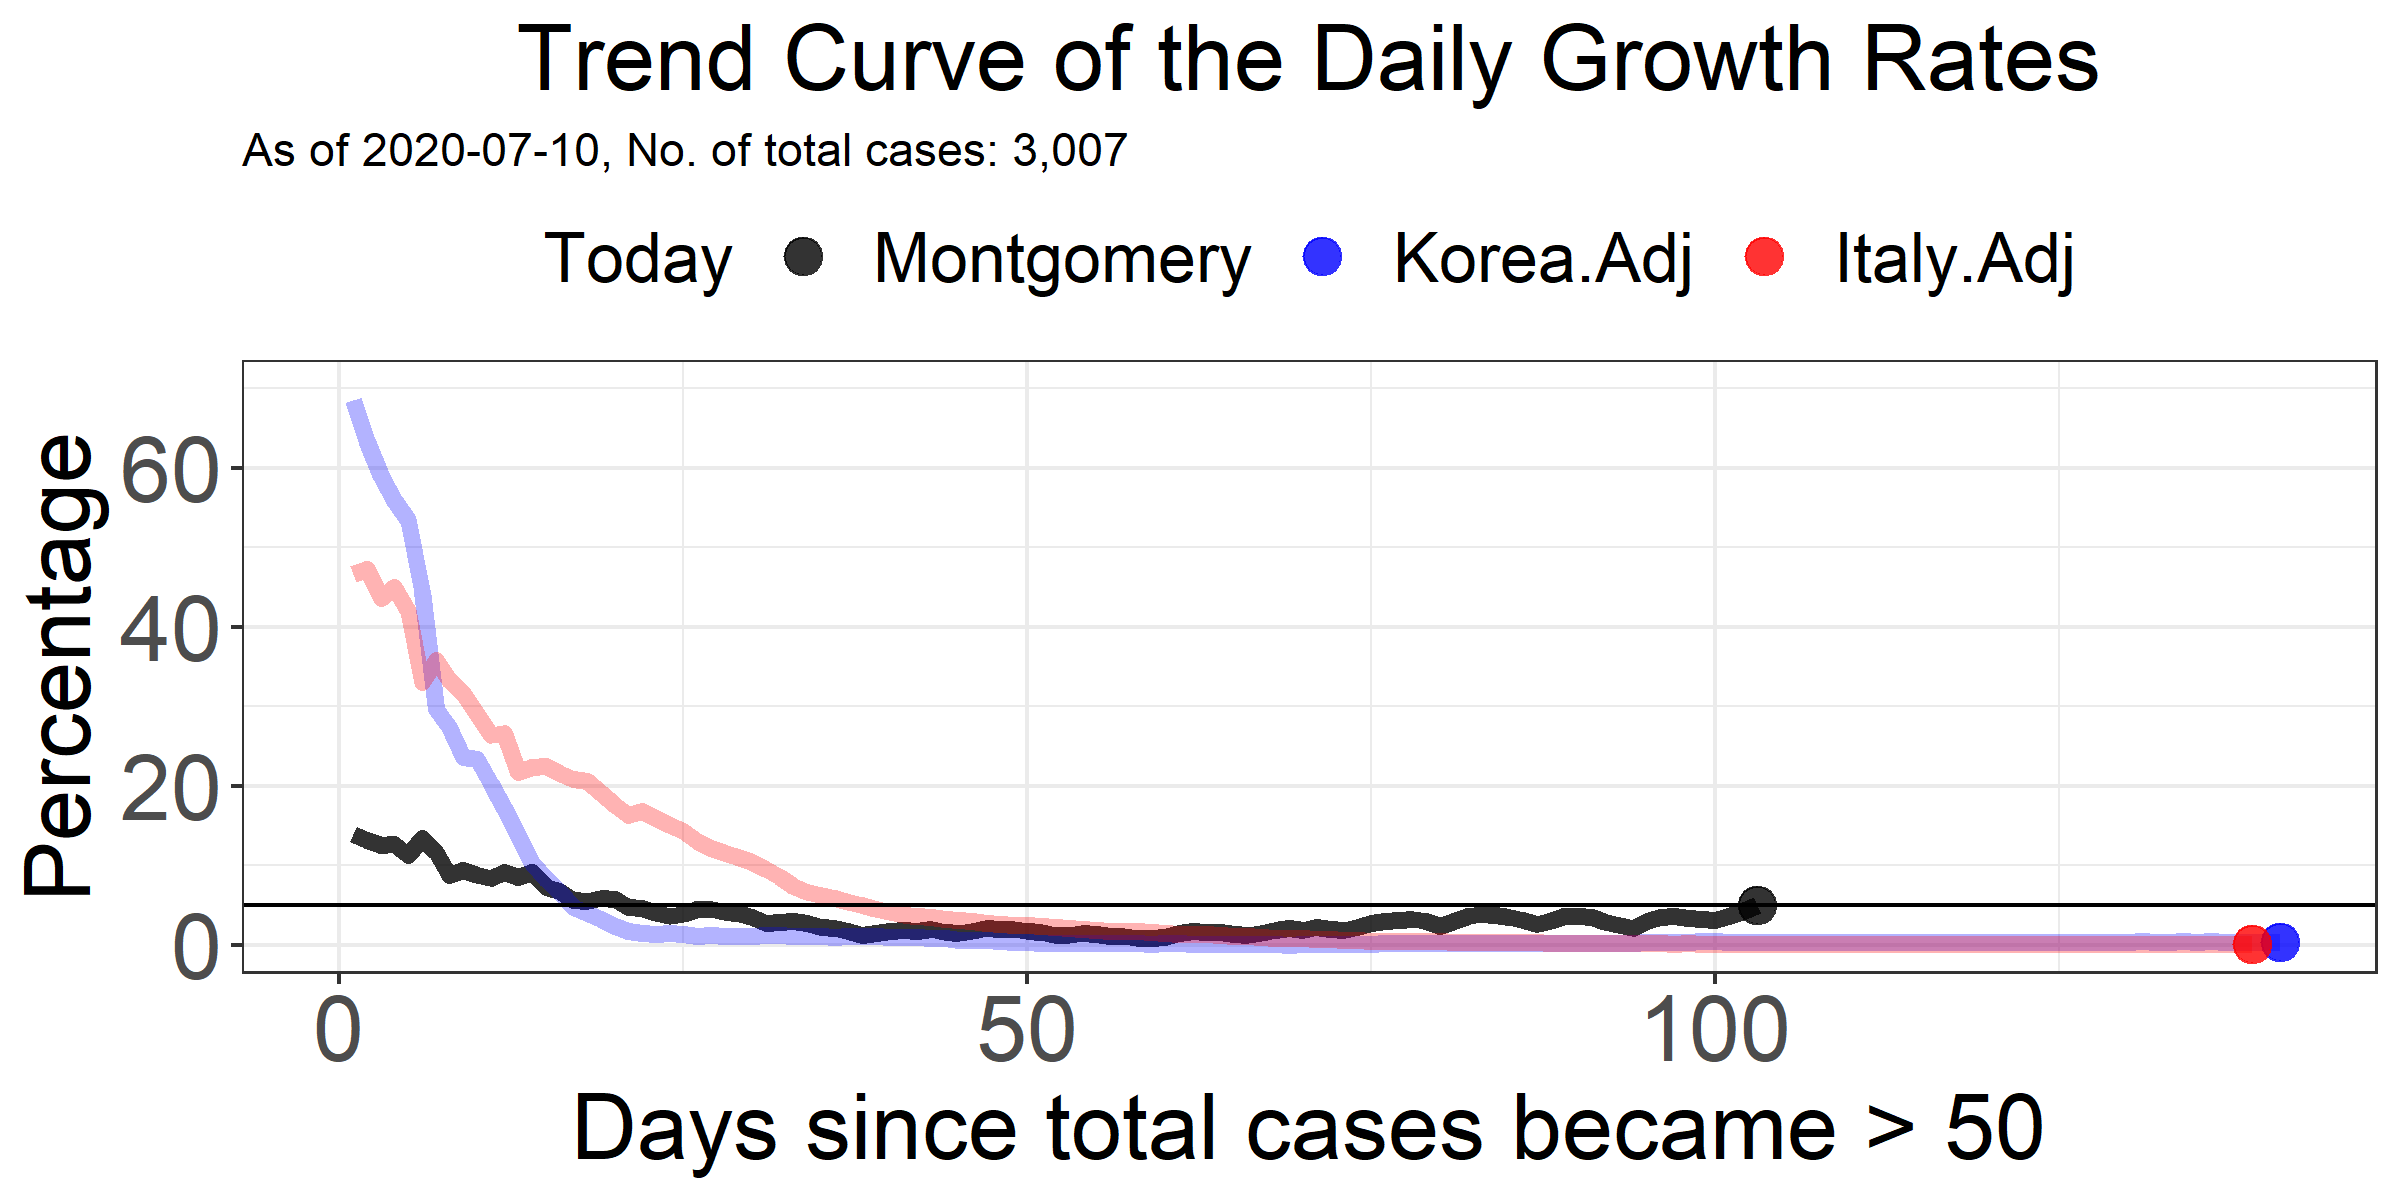 Trend Curve of the Daily Growth Rates
As of 2020-07-10, No. of total cases: 3,007
Today Montgomery Korea.Adj Italy.Adj
Percentage
60
40
20
0
0 50 100
Days since total cases became > 50